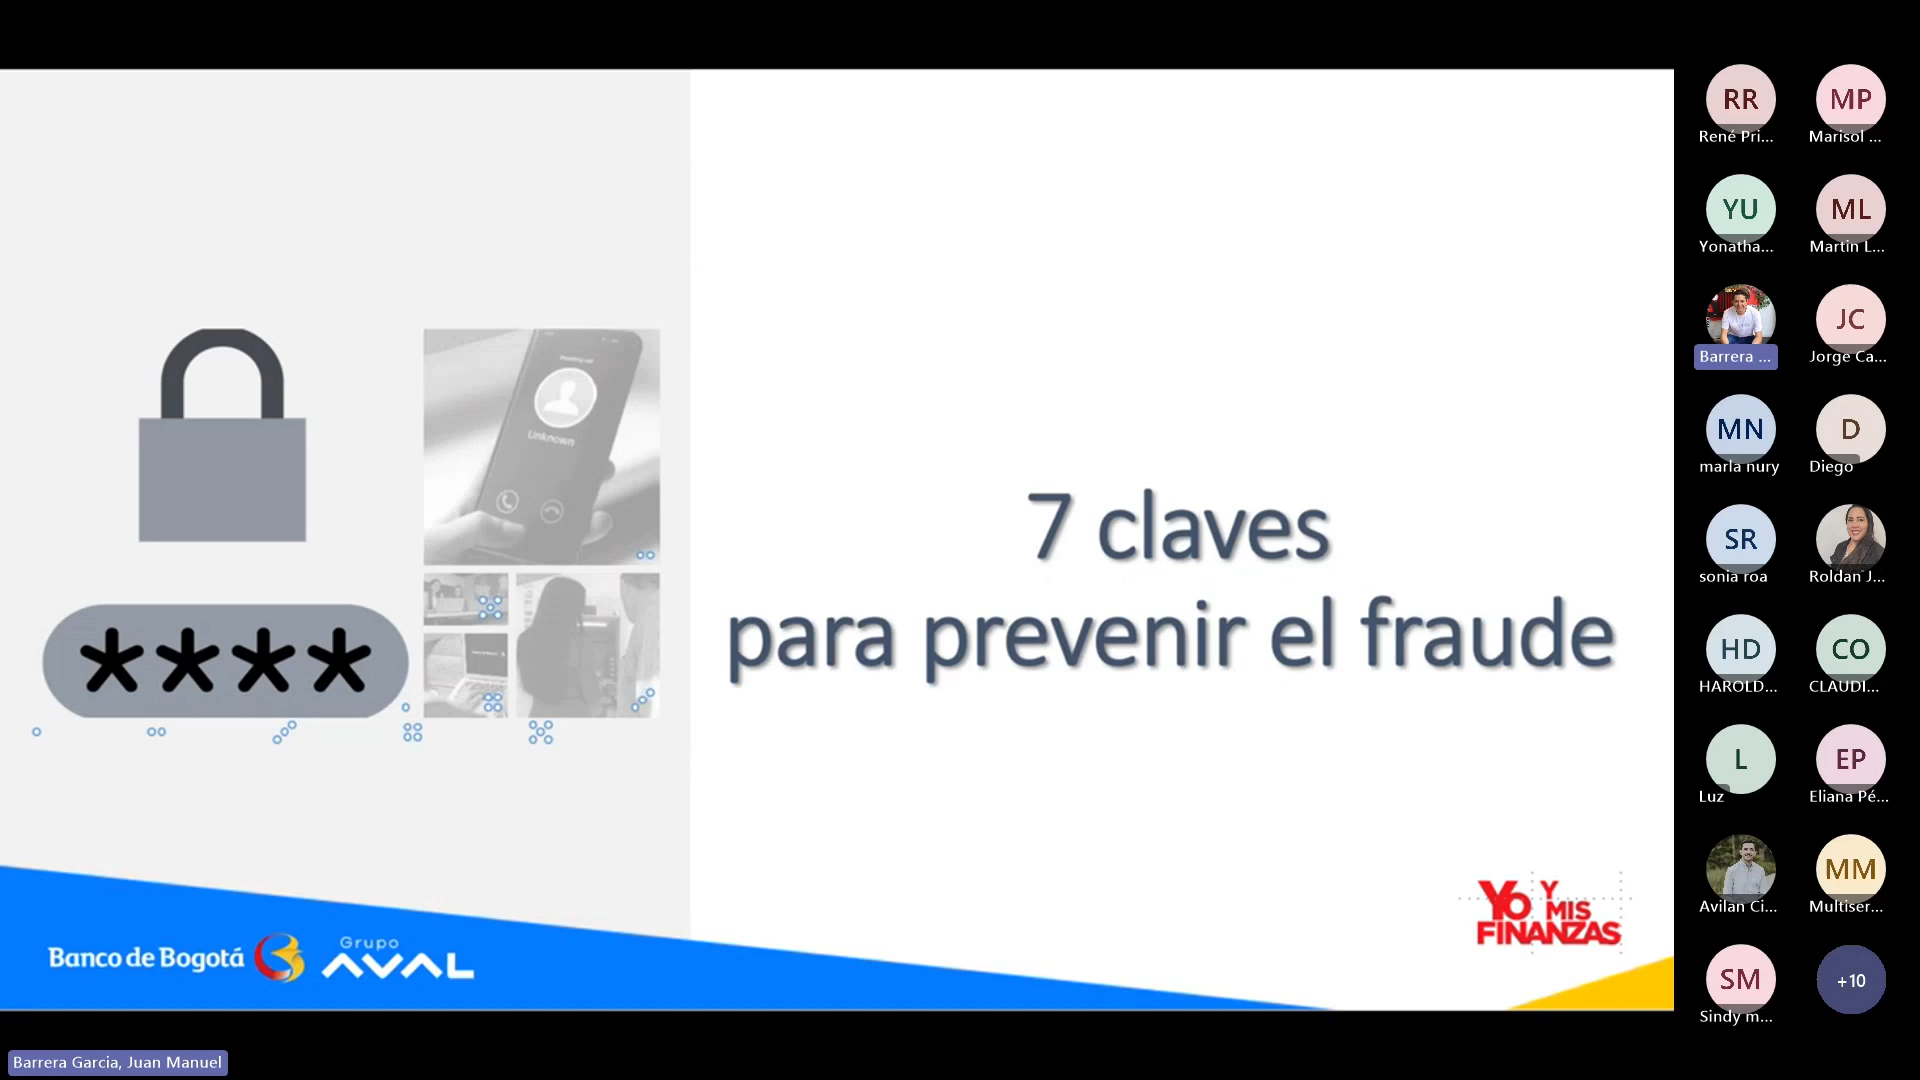 Unknown
****
7 claves
para prevenir el fraude
Banco de Bogotá
Grupo
AVAL
Yo Y
MIS
FINANZAS
RR
René Pri...
MP
Marisol ...
YU
Yonatha...
ML
Martin L...
Barrera ...
JC
Jorge Ca...
MN
marla nury
D
Diego
SR
sonia roa
Roldan J...
HD
HAROLD...
CO
CLAUDI...
L
Luz
EP
Eliana Pé...
Avilan Ci...
MM
Multiser...
SM
Sindy m...
+10
Barrera Garcia, Juan Manuel